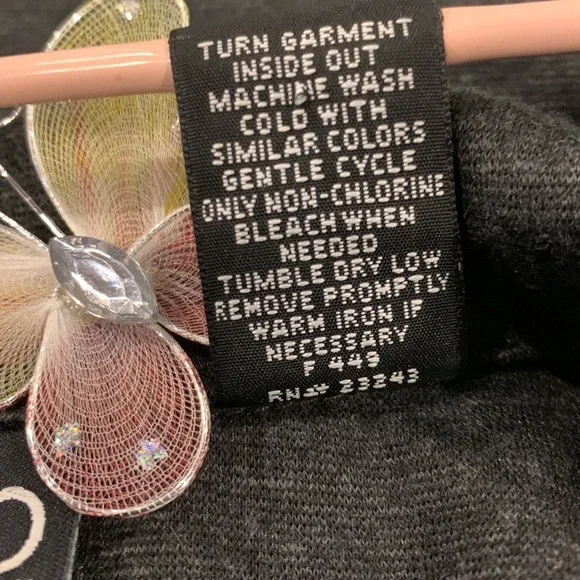 TURN GARMENT
INSIDE OUT
MACHINE WASH
COLD WITH
SIMILAR COLORS
GENTLE CYCLE
ONLY NON-CHLORINE
BLEACH WHEN
NEEDED
TUMBLE DRY LOW
REMOVE PROMPTLY
WARM IRON IF
NECESSARY
F 443
RN# 23243